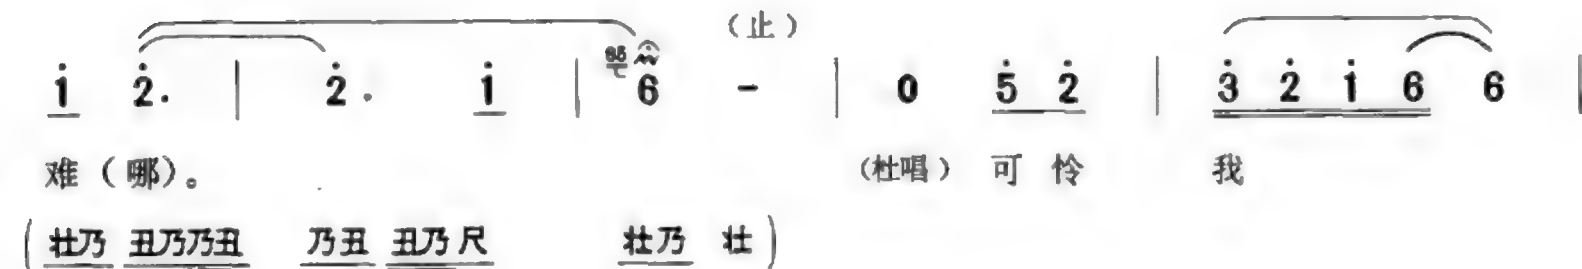 （止）
1̇ 2̇. | 2̇. 1̇ | 65 6 - | 0 5̇ 2̇ | 3̇ 2̇ 1̇ 6 6 |
难（哪）。 （杜唱）可 怜 我
（壮乃 丑乃乃丑 乃丑 丑乃尺 壮乃 壮）